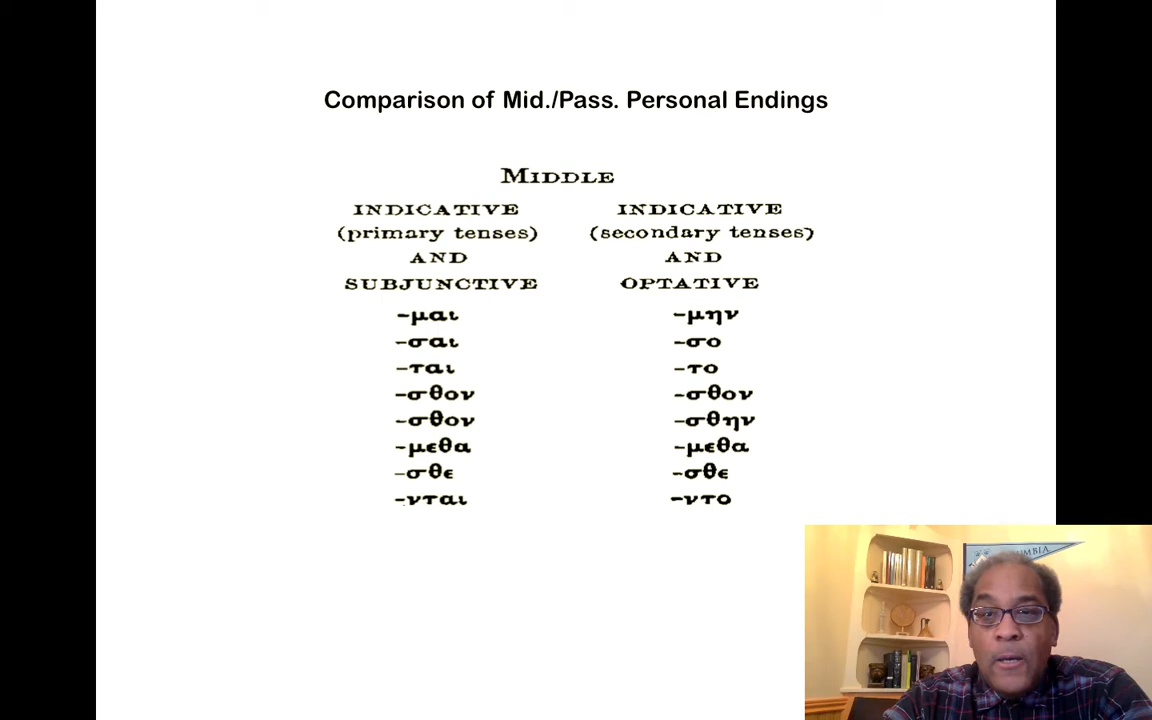 Comparison of Mid./Pass. Personal Endings
MIDDLE
INDICATIVE INDICATIVE
(primary tenses) (secondary tenses)
AND AND
SUBJUNCTIVE OPTATIVE
-μαι -μην
-σαι -σο
-ται -το
-σθον -σθον
-σθον -σθην
-μεθα -μεθα
-σθε -σθε
-νται -ντο